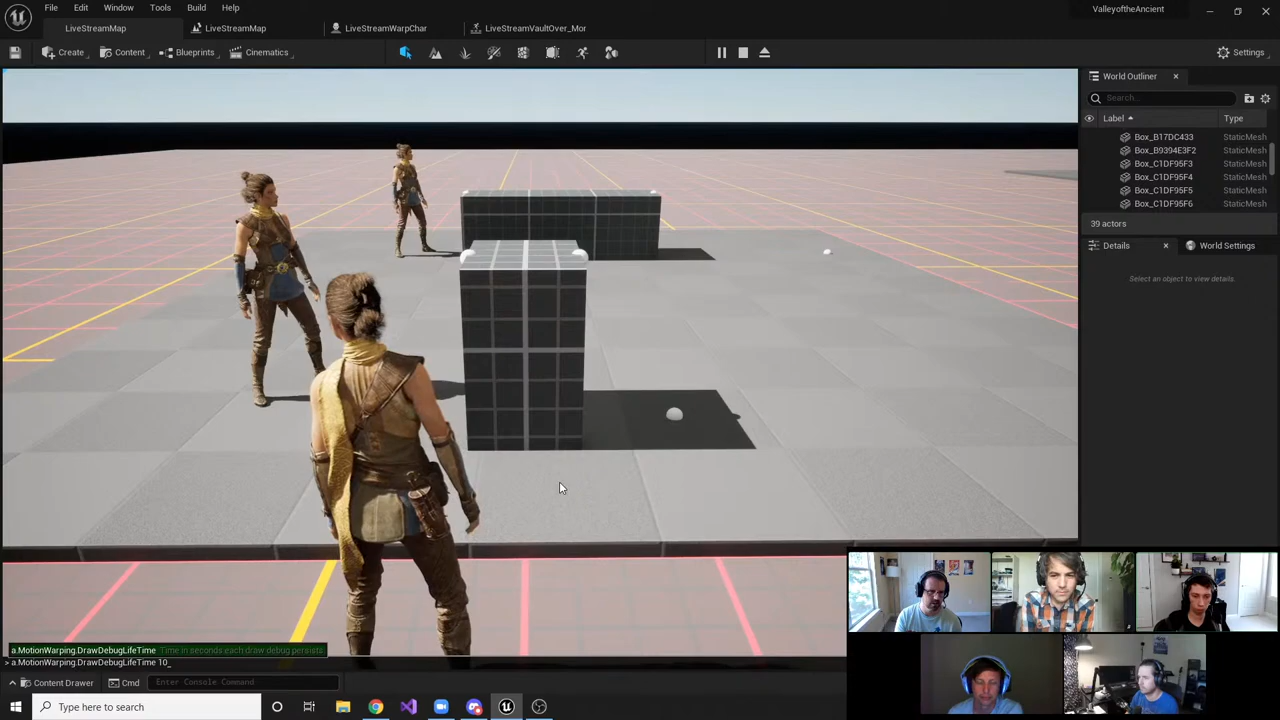 File Edit Window Tools Build Help
ValleyoftheAncient
LiveStreamMap LiveStreamMap LiveStreamWarpChar LiveStreamVaultOver_Mor
Create Content Blueprints Cinematics Settings
World Outliner
Search...
Label Type
Box_B17DC433 StaticMesh
Box_B9394E3F2 StaticMesh
Box_C1DF95F3 StaticMesh
Box_C1DF95F4 StaticMesh
Box_C1DF95F5 StaticMesh
Box_C1DF95F6 StaticMesh
39 actors
Details World Settings
Select an object to view details.
a.MotionWarping.DrawDebugLifeTime Time in seconds each draw debug persists.
> a.MotionWarping.DrawDebugLifeTime 10_
Content Drawer Cmd Enter Console Command
Type here to search